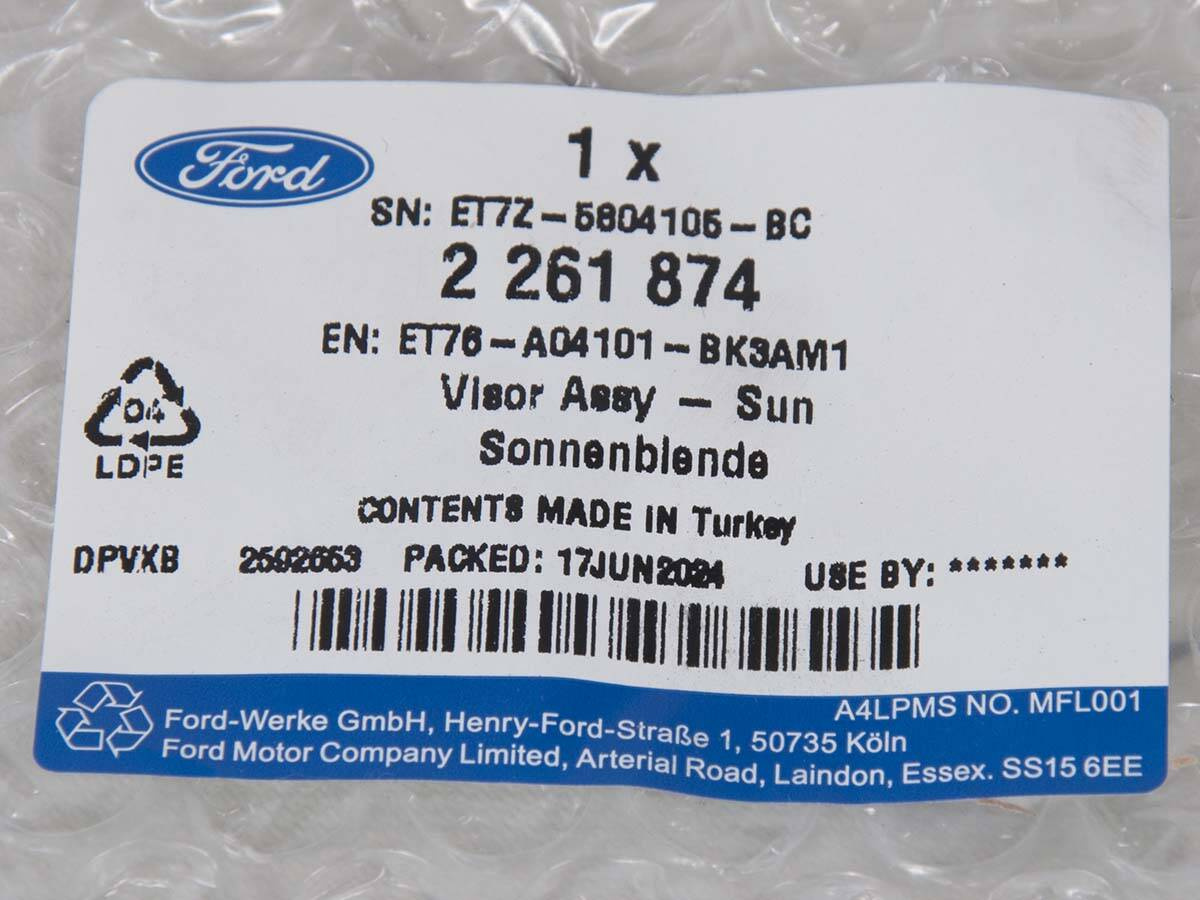 Ford
1 x
SN: ET7Z-5804105-BC
2 261 874
EN: ET76-A04101-BK3AM1
Visor Assy - Sun
Sonnenblende
04
LDPE
CONTENTS MADE IN Turkey
DPVXB 2592653 PACKED: 17JUN2024 USE BY: *******
A4LPMS NO. MFL001
Ford-Werke GmbH, Henry-Ford-Straße 1, 50735 Köln
Ford Motor Company Limited, Arterial Road, Laindon, Essex. SS15 6EE